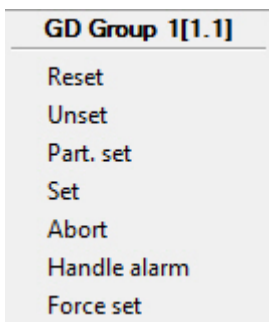 GD Group 1[1.1]
Reset
Unset
Part. set
Set
Abort
Handle alarm
Force set